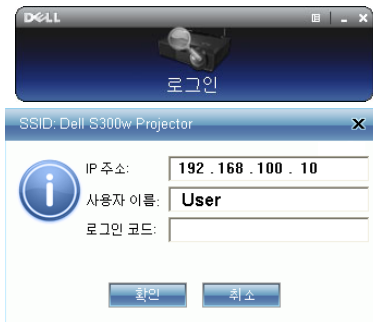 DELL
로그인
SSID: Dell S300w Projector
IP 주소: 192 . 168 . 100 . 10
사용자 이름: User
로그인 코드:
확인 취소